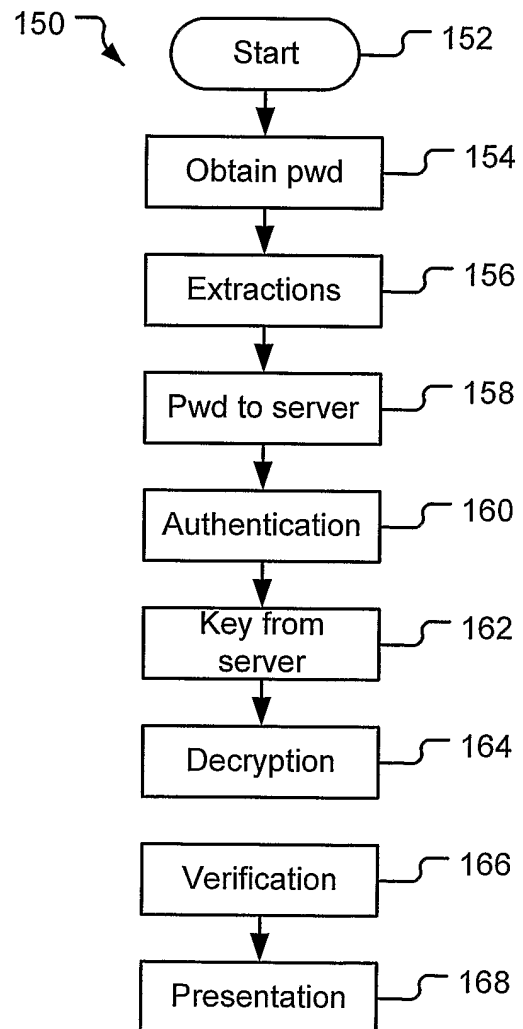 150
Start
152
Obtain pwd
154
Extractions
156
Pwd to server
158
Authentication
160
Key from
server
162
Decryption
164
Verification
166
Presentation
168